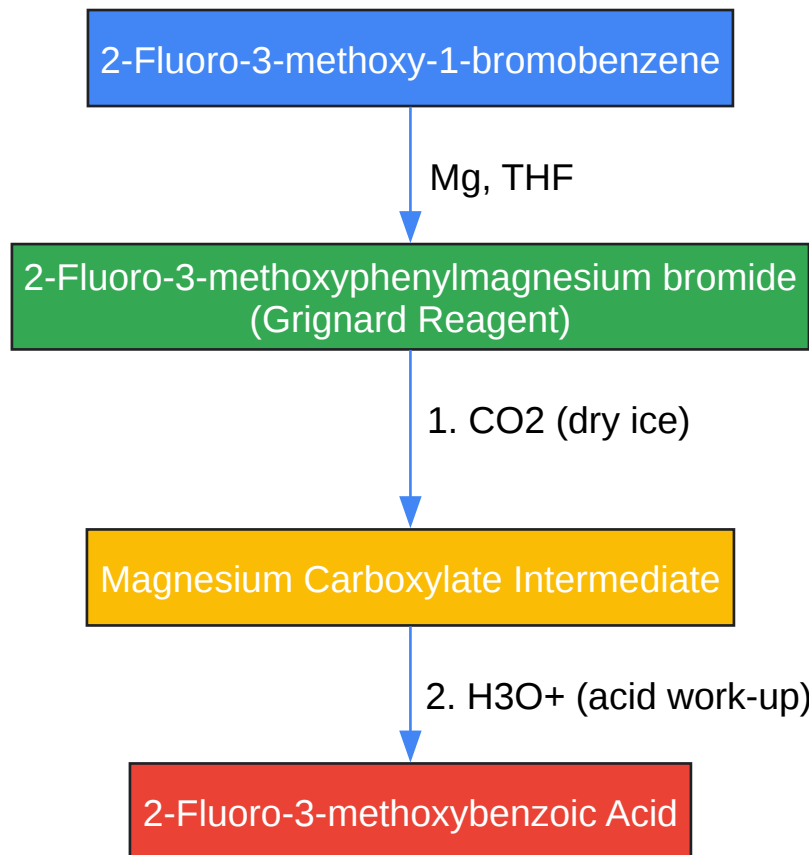 2-Fluoro-3-methoxy-1-bromobenzene
Mg, THF
2-Fluoro-3-methoxyphenylmagnesium bromide
(Grignard Reagent)
1. CO2 (dry ice)
Magnesium Carboxylate Intermediate
2. H3O+ (acid work-up)
2-Fluoro-3-methoxybenzoic Acid